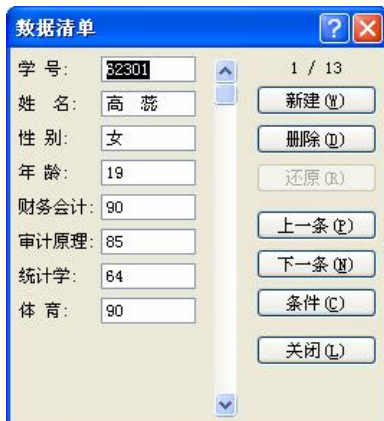 数据清单
学 号: 62301
姓 名: 高 蕊
性 别: 女
年 龄: 19
财务会计: 90
审计原理: 85
统计学: 64
体 育: 90
1 / 13
新建(W)
删除(D)
还原(R)
上一条(P)
下一条(N)
条件(C)
关闭(L)